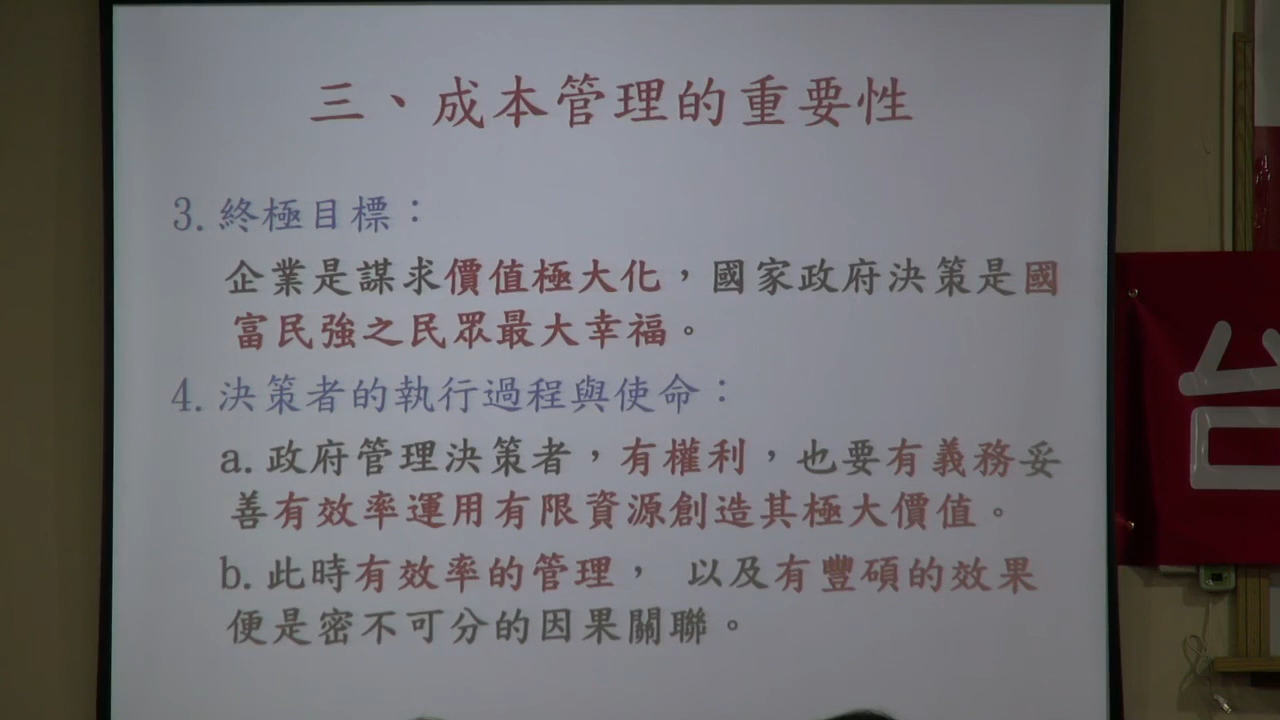 三、成本管理的重要性
3.終極目標：
企業是謀求價值極大化，國家政府決策是國
富民強之民眾最大幸福。
4.決策者的執行過程與使命：
a.政府管理決策者，有權利，也要有義務妥
善有效率運用有限資源創造其極大價值。
b.此時有效率的管理， 以及有豐碩的效果
便是密不可分的因果關聯。
台